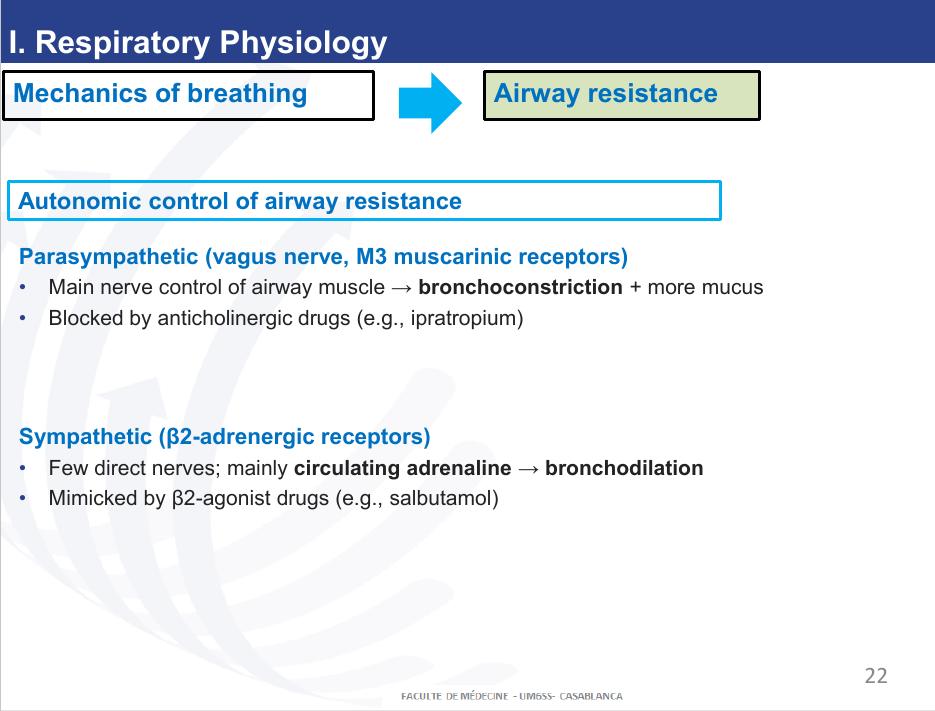 I. Respiratory Physiology
Mechanics of breathing
Airway resistance
Autonomic control of airway resistance
Parasympathetic (vagus nerve, M3 muscarinic receptors)
• Main nerve control of airway muscle → bronchoconstriction + more mucus
• Blocked by anticholinergic drugs (e.g., ipratropium)
Sympathetic (β2-adrenergic receptors)
• Few direct nerves; mainly circulating adrenaline → bronchodilation
• Mimicked by β2-agonist drugs (e.g., salbutamol)
22
FACULTE DE MÉDECINE - UM6SS- CASABLANCA